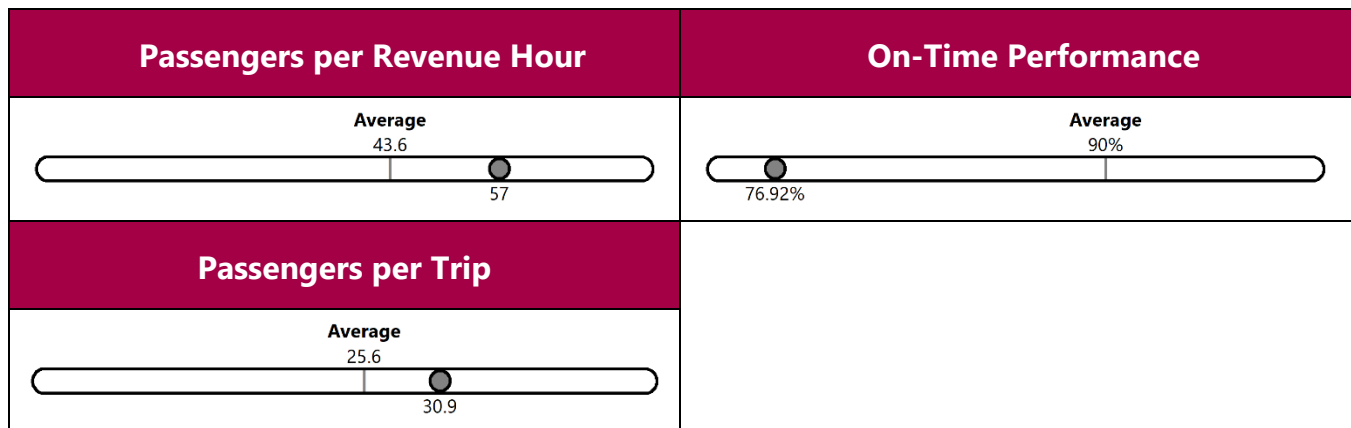 Passengers per Revenue Hour
On-Time Performance
Average
43.6
57
Average
90%
76.92%
Passengers per Trip
Average
25.6
30.9